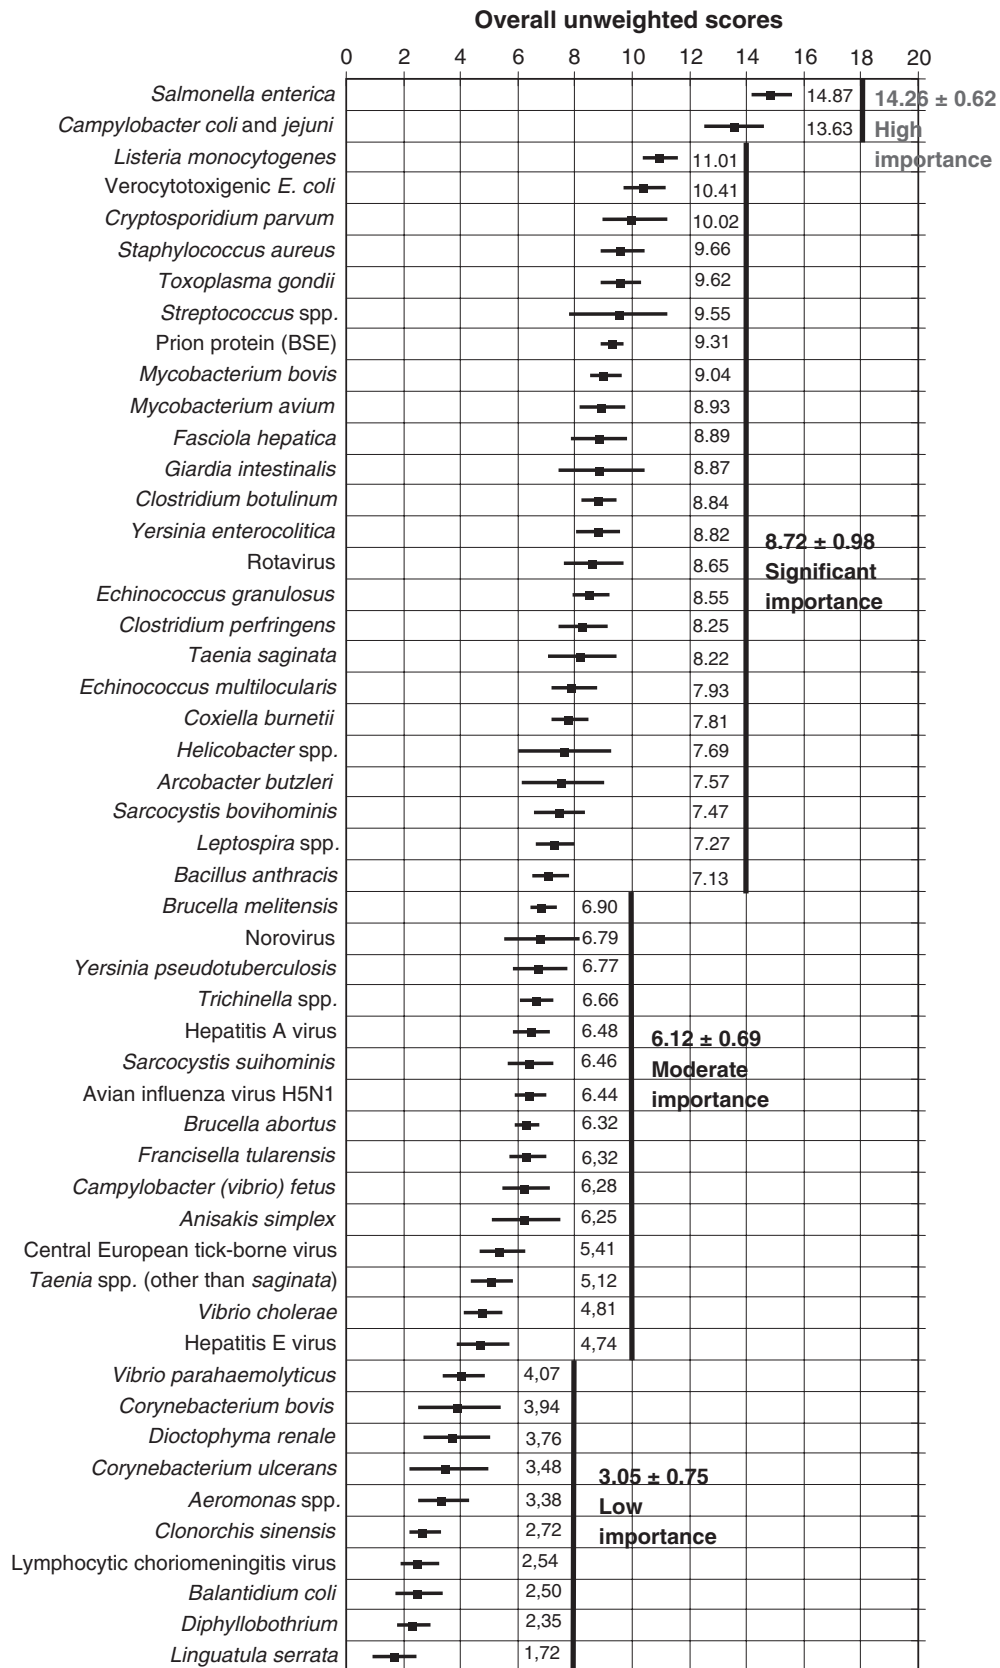 Overall unweighted scores
0 2 4 6 8 10 12 14 16 18 20
Salmonella enterica 14.87 14.26 ± 0.62
Campylobacter coli and jejuni 13.63 High
Listeria monocytogenes 11.01 importance
Verocytotoxigenic E. coli 10.41
Cryptosporidium parvum 10.02
Staphylococcus aureus 9.66
Toxoplasma gondii 9.62
Streptococcus spp. 9.55
Prion protein (BSE) 9.31
Mycobacterium bovis 9.04
Mycobacterium avium 8.93
Fasciola hepatica 8.89
Giardia intestinalis 8.87
Clostridium botulinum 8.84
Yersinia enterocolitica 8.82 8.72 ± 0.98
Rotavirus 8.65 Significant
Echinococcus granulosus 8.55 importance
Clostridium perfringens 8.25
Taenia saginata 8.22
Echinococcus multilocularis 7.93
Coxiella burnetii 7.81
Helicobacter spp. 7.69
Arcobacter butzleri 7.57
Sarcocystis bovihominis 7.47
Leptospira spp. 7.27
Bacillus anthracis 7.13
Brucella melitensis 6.90
Norovirus 6.79
Yersinia pseudotuberculosis 6.77
Trichinella spp. 6.66
Hepatitis A virus 6.48 6.12 ± 0.69
Sarcocystis suihominis 6.46 Moderate
Avian influenza virus H5N1 6.44 importance
Brucella abortus 6.32
Francisella tularensis 6,32
Campylobacter (vibrio) fetus 6,28
Anisakis simplex 6,25
Central European tick-borne virus 5,41
Taenia spp. (other than saginata) 5,12
Vibrio cholerae 4,81
Hepatitis E virus 4,74
Vibrio parahaemolyticus 4,07
Corynebacterium bovis 3,94
Dioctophyma renale 3,76
Corynebacterium ulcerans 3,48 3.05 ± 0.75
Aeromonas spp. 3,38 Low
Clonorchis sinensis 2,72 importance
Lymphocytic choriomeningitis virus 2,54
Balantidium coli 2,50
Diphyllobothrium 2,35
Linguatula serrata 1,72